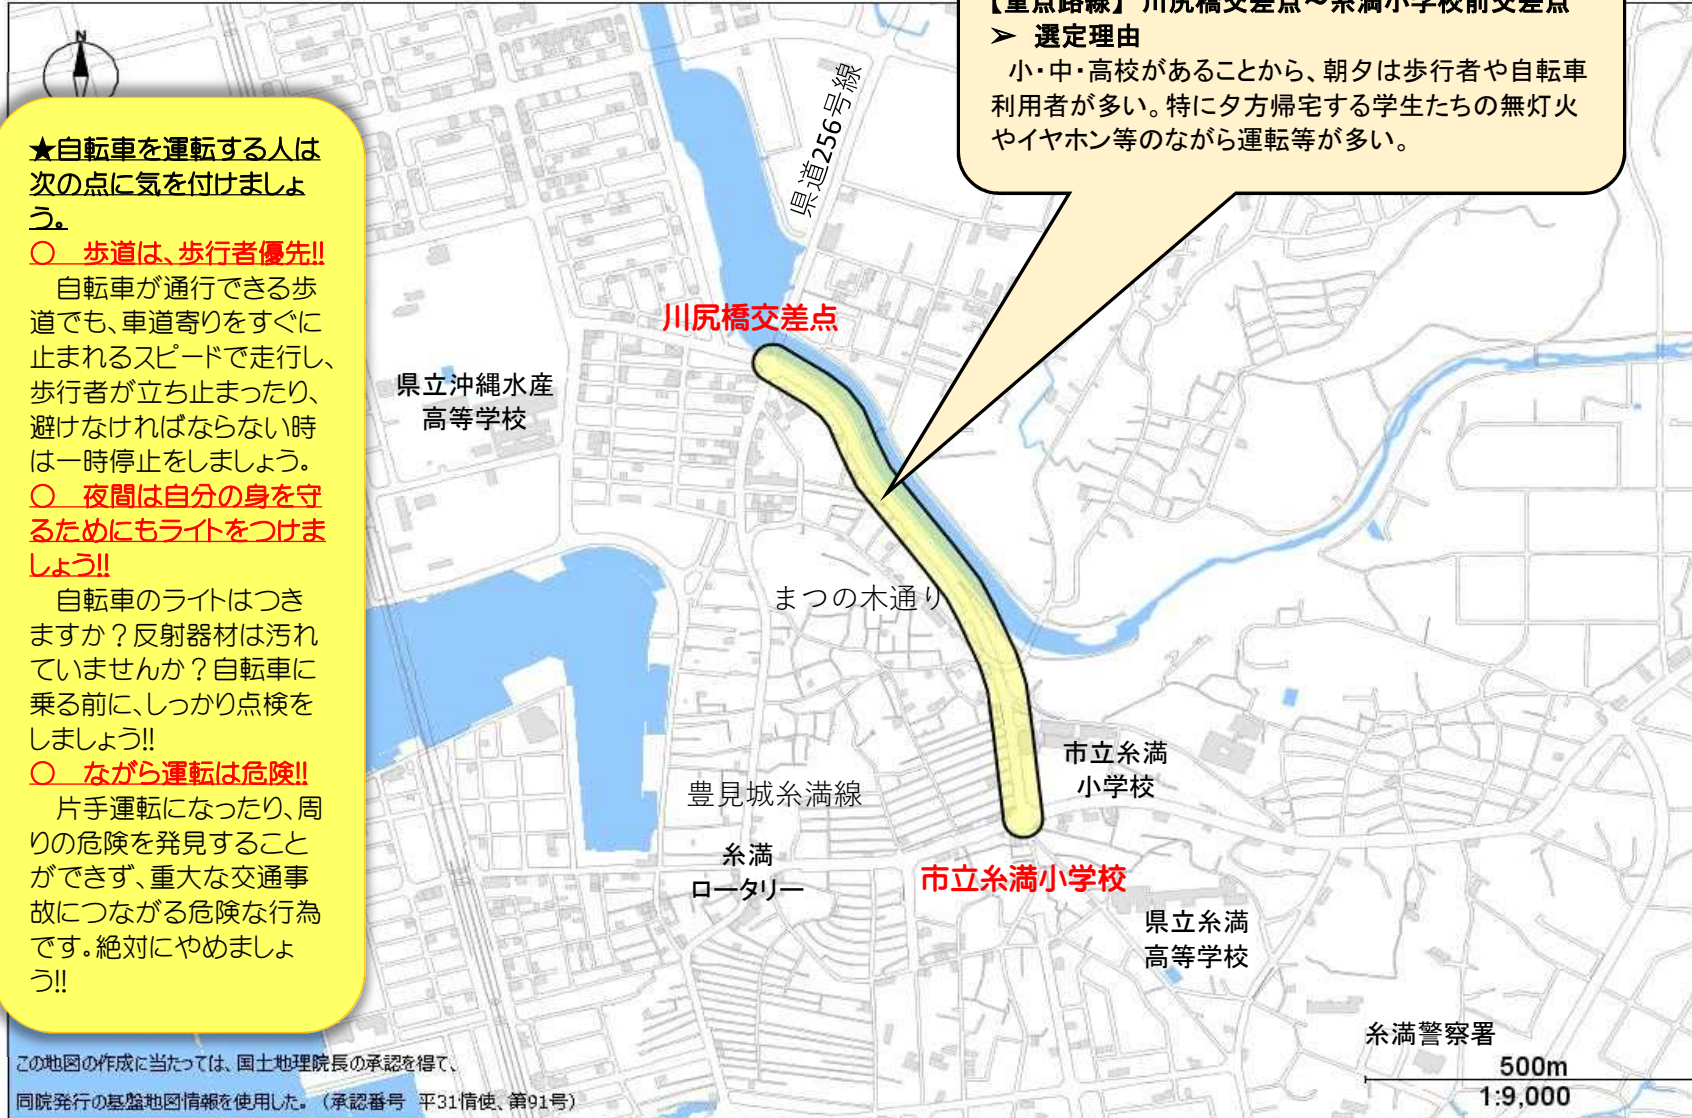 【重点路線】 川尻橋交差点～糸満小学校前交差点
➢ 選定理由
小・中・高校があることから、朝夕は歩行者や自転車
利用者が多い。特に夕方帰宅する学生たちの無灯火
やイヤホン等のながら運転等が多い。
N
★自転車を運転する人は
次の点に気を付けましょ
う。
○ 歩道は、歩行者優先!!
自転車が通行できる歩
道でも、車道寄りをすぐに
止まれるスピードで走行し、
歩行者が立ち止まったり、
避けなければならない時
は一時停止をしましょう。
○ 夜間は自分の身を守
るためにもライトをつけま
しょう!!
自転車のライトはつき
ますか？反射器材は汚れ
ていませんか？自転車に
乗る前に、しっかり点検を
しましょう!!
○ ながら運転は危険!!
片手運転になったり、周
りの危険を発見すること
ができず、重大な交通事
故につながる危険な行為
です。絶対にやめましょ
う!!
県道256号線
川尻橋交差点
県立沖縄水産
高等学校
まつの木通り
市立糸満
小学校
豊見城糸満線
糸満
ロータリー
市立糸満小学校
県立糸満
高等学校
糸満警察署
500m
1:9,000
この地図の作成に当たっては、国土地理院長の承認を得て、
同院発行の基盤地図情報を使用した。（承認番号 平31情使、第91号）